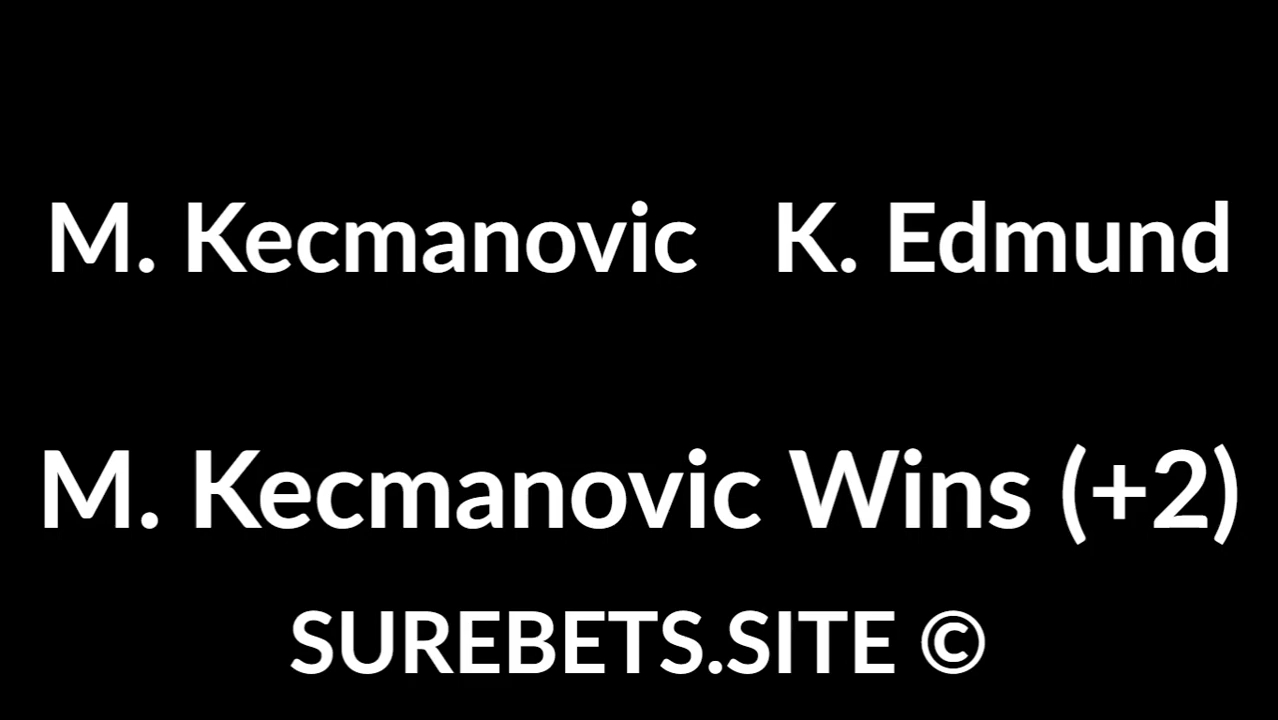 M. Kecmanovic K. Edmund
M. Kecmanovic Wins (+2)
SUREBETS.SITE ©